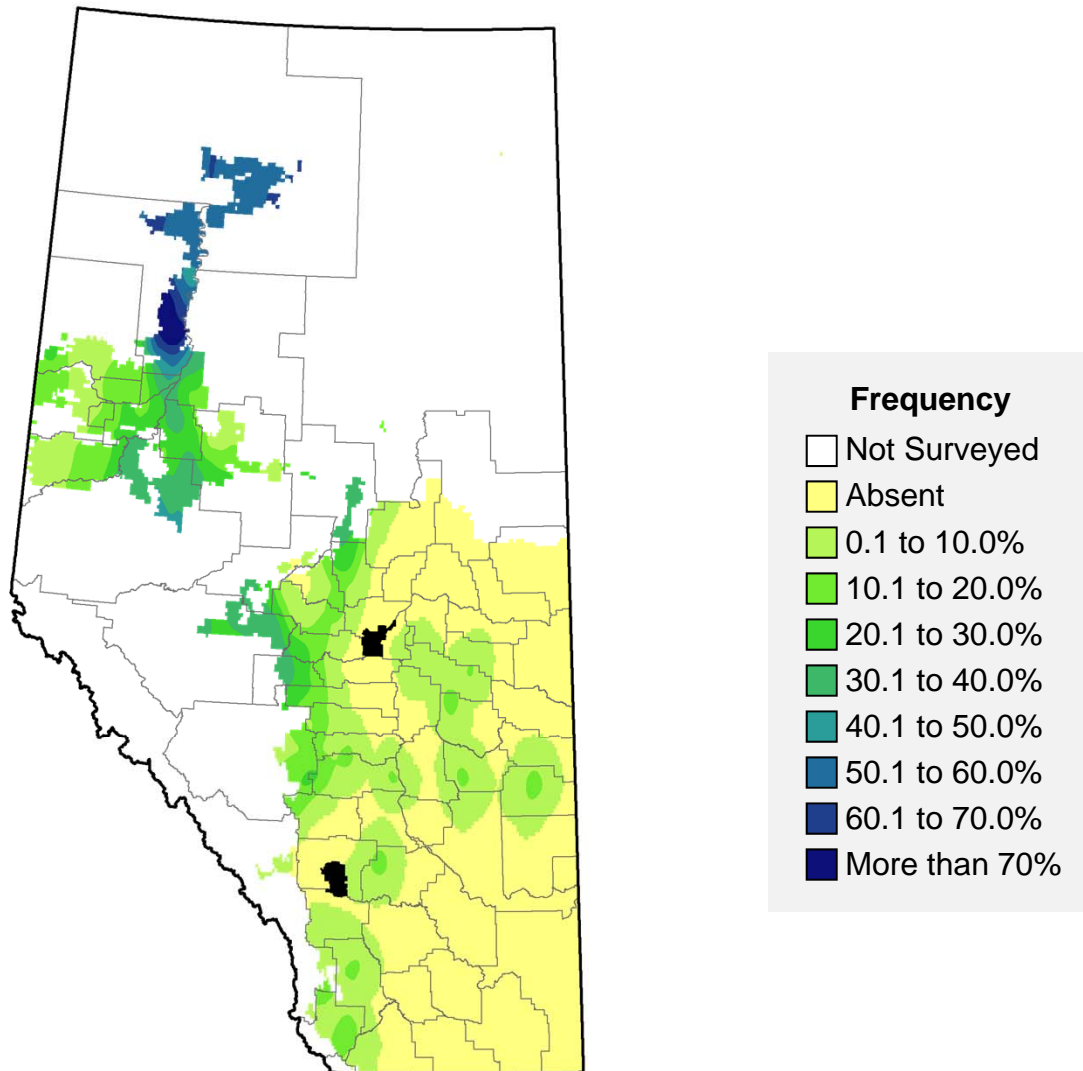 Frequency
Not Surveyed
Absent
0.1 to 10.0%
10.1 to 20.0%
20.1 to 30.0%
30.1 to 40.0%
40.1 to 50.0%
50.1 to 60.0%
60.1 to 70.0%
More than 70%